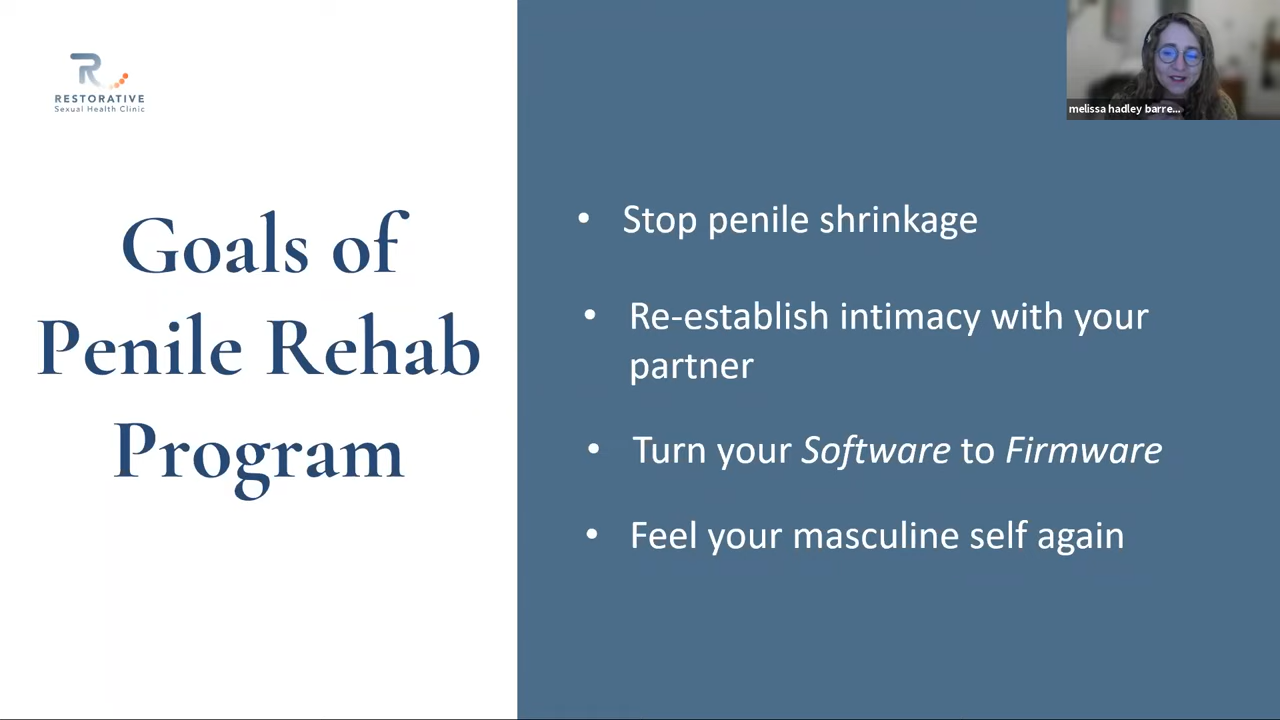 RESTORATIVE
Sexual Health Clinic
Goals of
Penile Rehab
Program
• Stop penile shrinkage
• Re-establish intimacy with your
partner
• Turn your Software to Firmware
• Feel your masculine self again
melissa hadley barre...